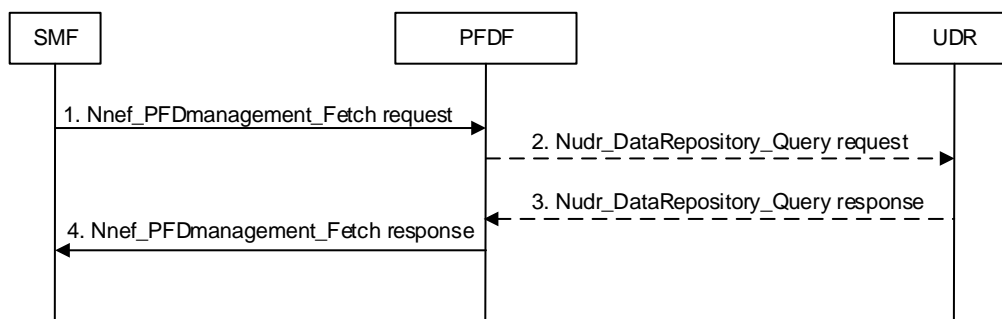 SMF
PFDF
UDR
1. Nnef_PFDmanagement_Fetch request
2. Nudr_DataRepository_Query request
3. Nudr_DataRepository_Query response
4. Nnef_PFDmanagement_Fetch response